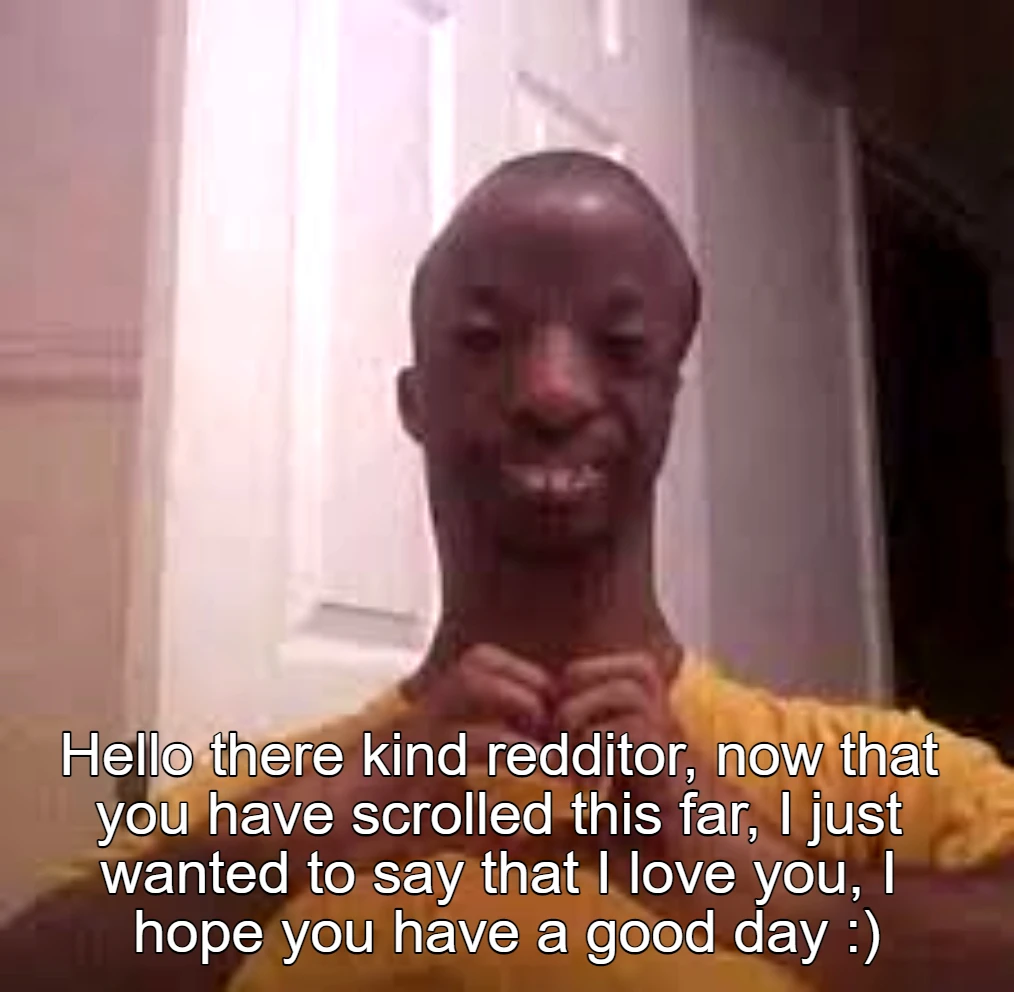 Hello there kind redditor, now that
you have scrolled this far, I just
wanted to say that I love you, I
hope you have a good day :)